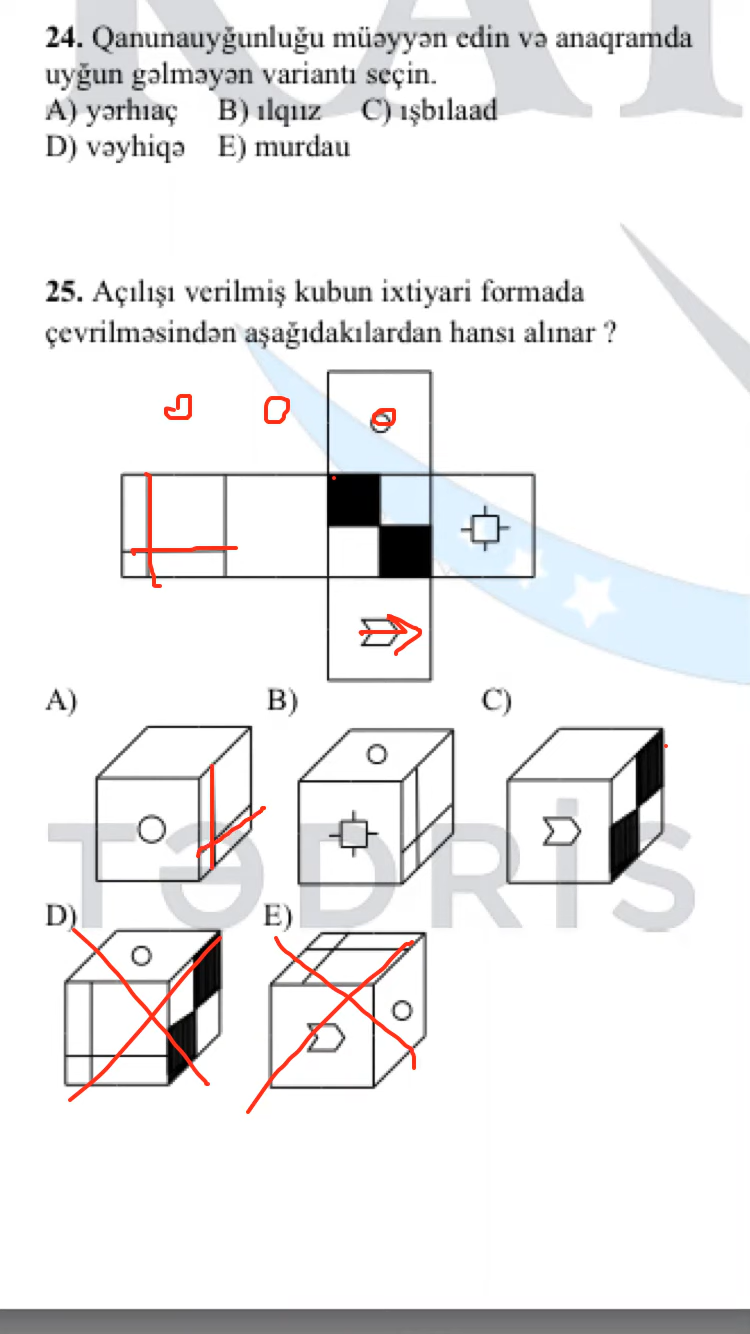 24. Qanunauyğunluğu müəyyən edin və anaqramda
uyğun gəlməyən variantı seçin.
A) yərhıaç B) ılqıız C) ışbılaad
D) vəyhiqə E) murdau
25. Açılışı verilmiş kubun ixtiyari formada
çevrilməsindən aşağıdakılardan hansı alınar ?
A) B) C)
TƏDRİS
D) E)